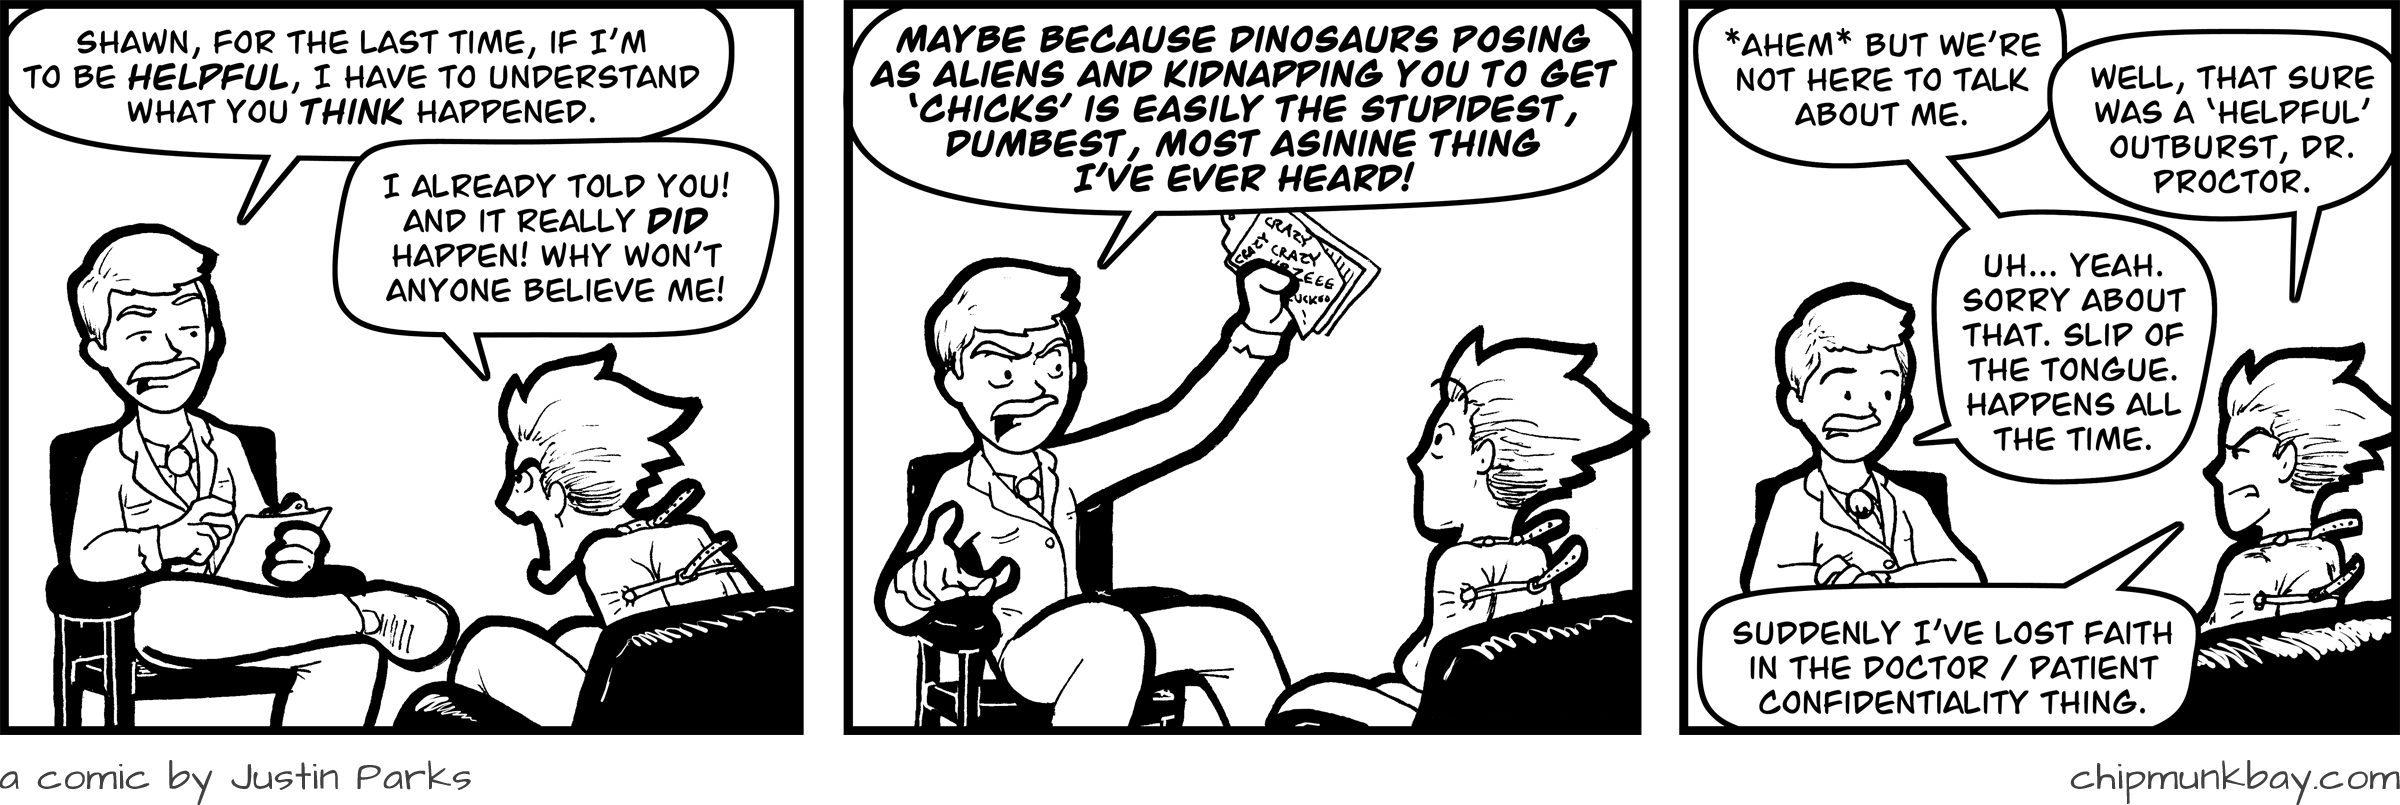 SHAWN, FOR THE LAST TIME, IF I'M
TO BE HELPFUL, I HAVE TO UNDERSTAND
WHAT YOU THINK HAPPENED.
I ALREADY TOLD YOU!
AND IT REALLY DID
HAPPEN! WHY WON'T
ANYONE BELIEVE ME!
MAYBE BECAUSE DINOSAURS POSING
AS ALIENS AND KIDNAPPING YOU TO GET
'CHICKS' IS EASILY THE STUPIDEST,
DUMBEST, MOST ASININE THING
I'VE EVER HEARD!
CRAZY
CRAZY
*AHEM* BUT WE'RE
NOT HERE TO TALK
ABOUT ME.
WELL, THAT SURE
WAS A 'HELPFUL'
OUTBURST, DR.
PROCTOR.
UH... YEAH.
SORRY ABOUT
THAT. SLIP OF
THE TONGUE.
HAPPENS ALL
THE TIME.
SUDDENLY I'VE LOST FAITH
IN THE DOCTOR / PATIENT
CONFIDENTIALITY THING.
a comic by Justin Parks
chipmunkbay.com